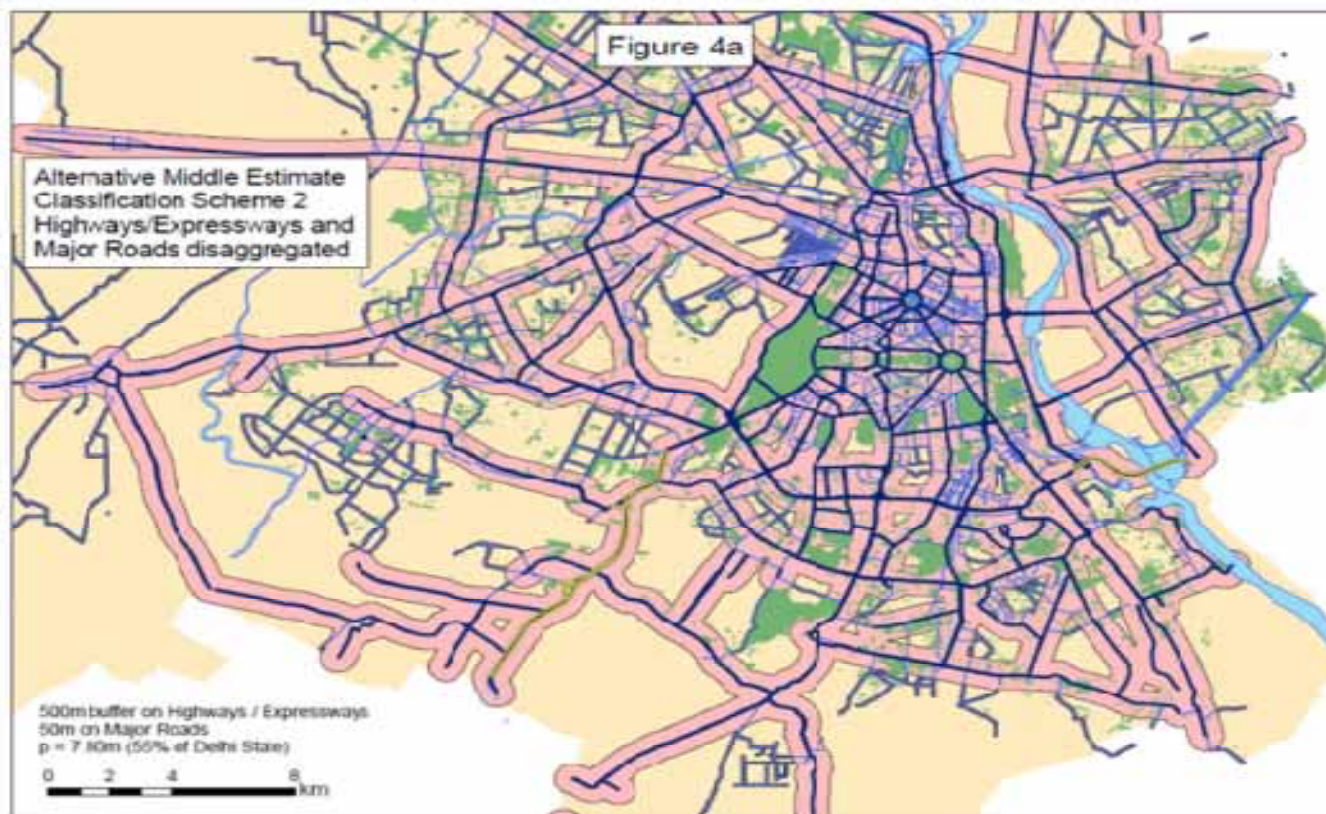 Figure 4a
Alternative Middle Estimate
Classification Scheme 2
Highways/Expressways and
Major Roads disaggregated
500m buffer on Highways / Expressways
50m on Major Roads
p = 7.80m (55% of Delhi State)
0 2 4 8
km